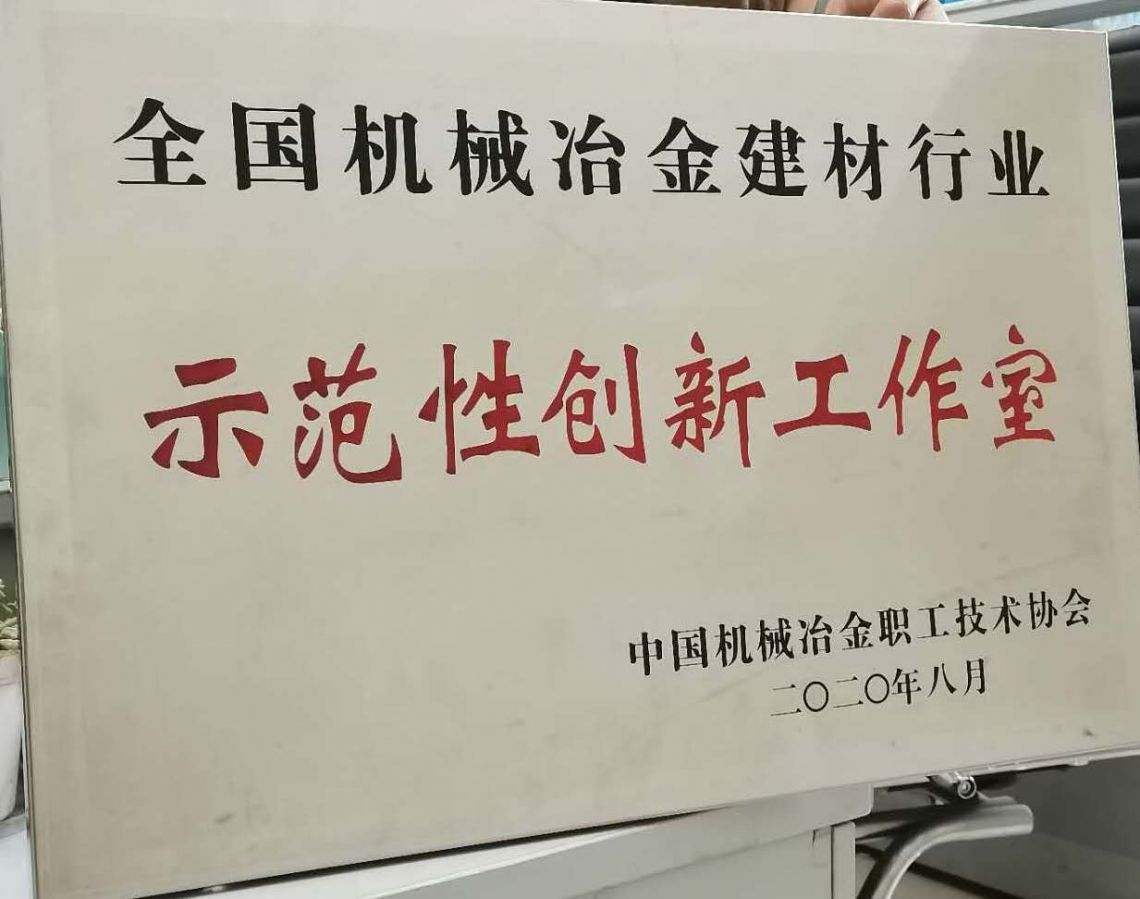 全国机械冶金建材行业
示范性创新工作室
中国机械冶金职工技术协会
二〇二〇年八月